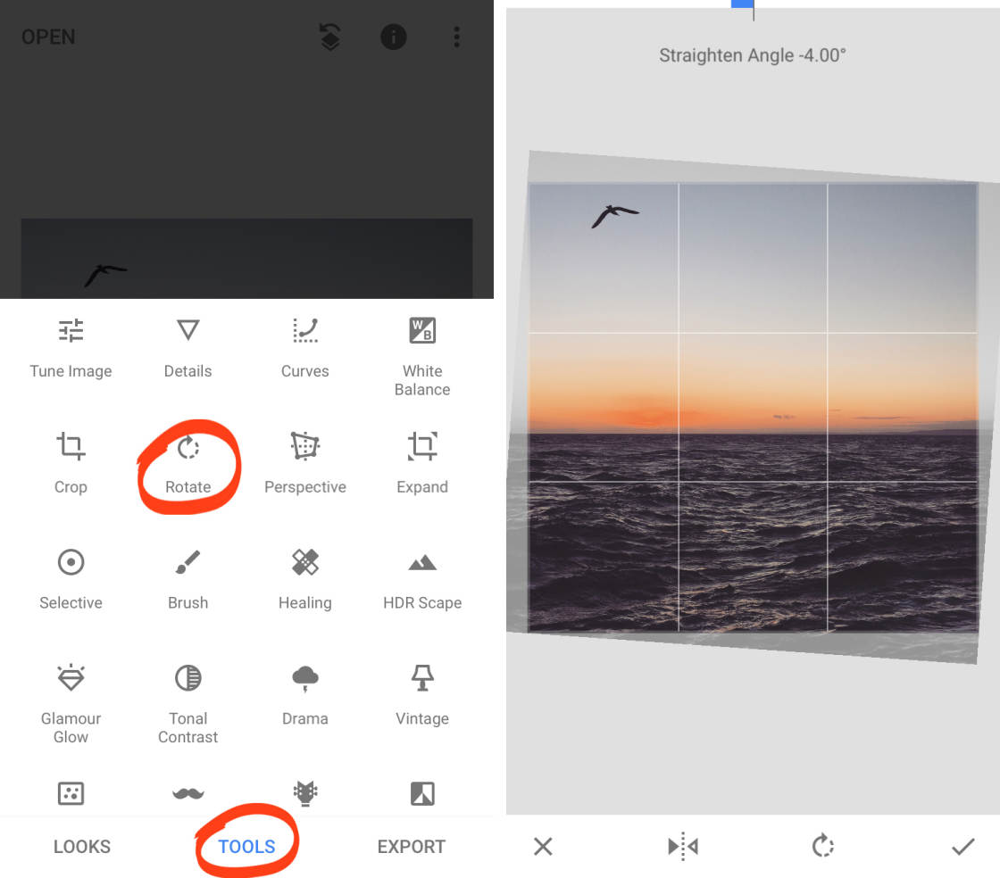 OPEN
Tune Image
Details
Curves
White
Balance
WB
Crop
Rotate
Perspective
Expand
Selective
Brush
Healing
HDR Scape
Glamour
Glow
Tonal
Contrast
Drama
Vintage
LOOKS
TOOLS
EXPORT
Straighten Angle -4.00°